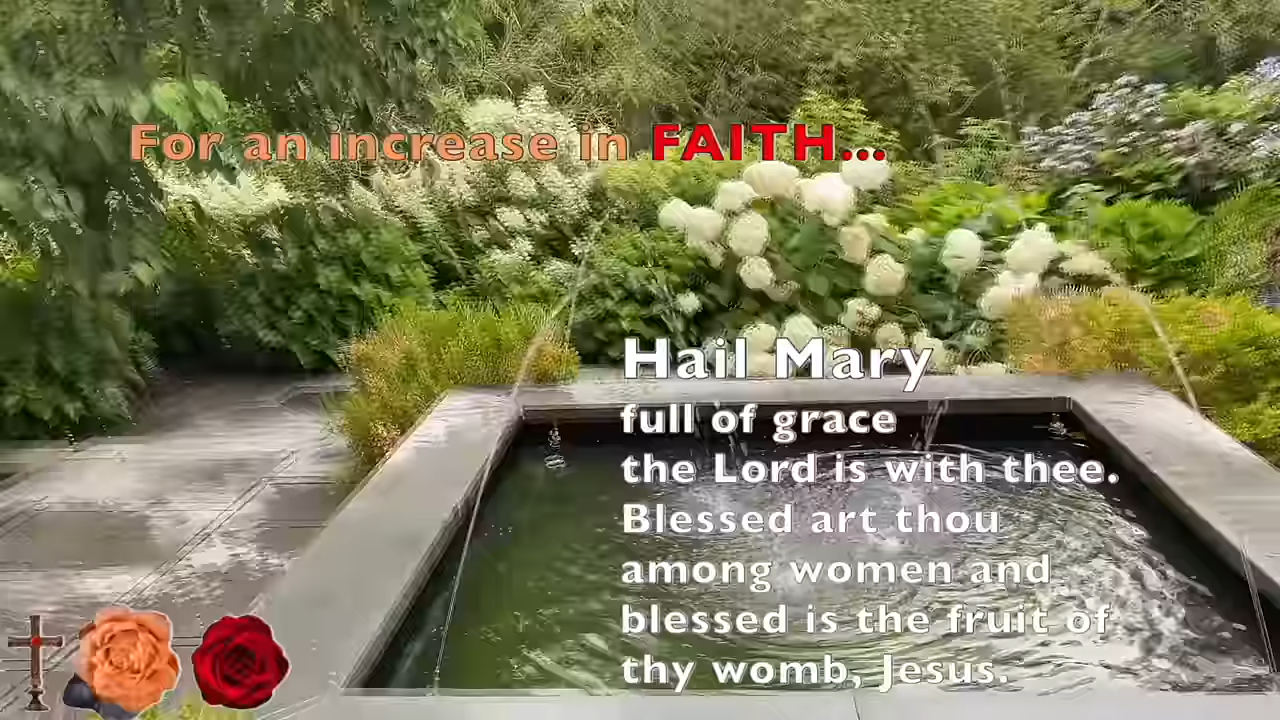 For an increase in FAITH...
Hail Mary
full of grace
the Lord is with thee.
Blessed art thou
among women and
blessed is the fruit of
thy womb, Jesus.